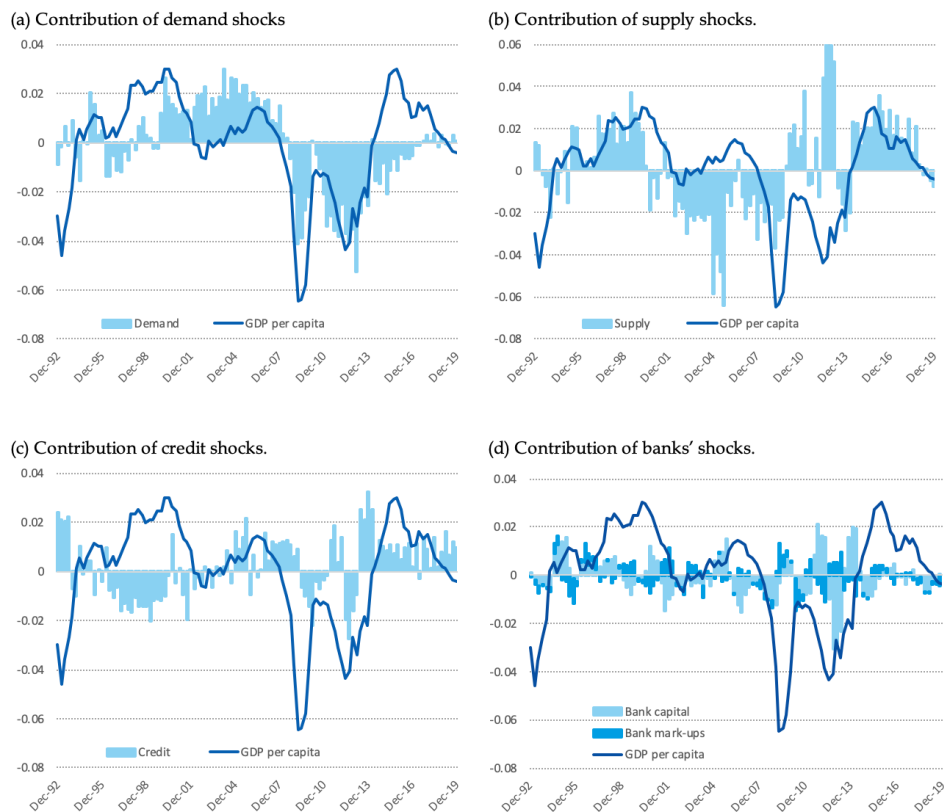 (a) Contribution of demand shocks
0.04
0.02
0
-0.02
-0.04
-0.06
-0.08
Demand
GDP per capita
Dec-92
Dec-95
Dec-98
Dec-01
Dec-04
Dec-07
Dec-10
Dec-13
Dec-16
Dec-19
(b) Contribution of supply shocks.
0.06
0.04
0.02
0
-0.02
-0.04
-0.06
-0.08
Supply
GDP per capita
Dec-92
Dec-95
Dec-98
Dec-01
Dec-04
Dec-07
Dec-10
Dec-13
Dec-16
Dec-19
(c) Contribution of credit shocks.
0.04
0.02
0
-0.02
-0.04
-0.06
-0.08
Credit
GDP per capita
Dec-92
Dec-95
Dec-98
Dec-01
Dec-04
Dec-07
Dec-10
Dec-13
Dec-16
Dec-19
(d) Contribution of banks’ shocks.
0.04
0.02
0
-0.02
-0.04
-0.06
-0.08
Bank capital
Bank mark-ups
GDP per capita
Dec-92
Dec-95
Dec-98
Dec-01
Dec-04
Dec-07
Dec-10
Dec-13
Dec-16
Dec-19